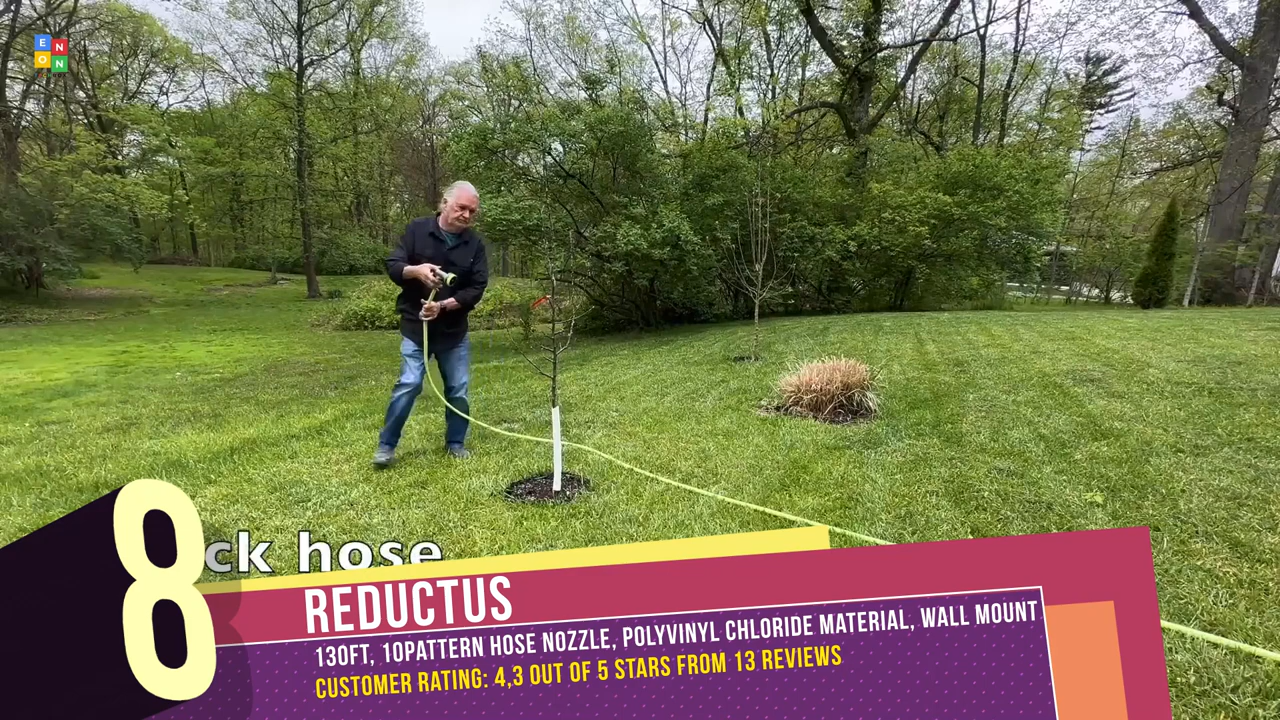 E N
O N
ck hose
8
REDUCTUS
130FT, 10PATTERN HOSE NOZZLE, POLYVINYL CHLORIDE MATERIAL, WALL MOUNT
CUSTOMER RATING: 4,3 OUT OF 5 STARS FROM 13 REVIEWS